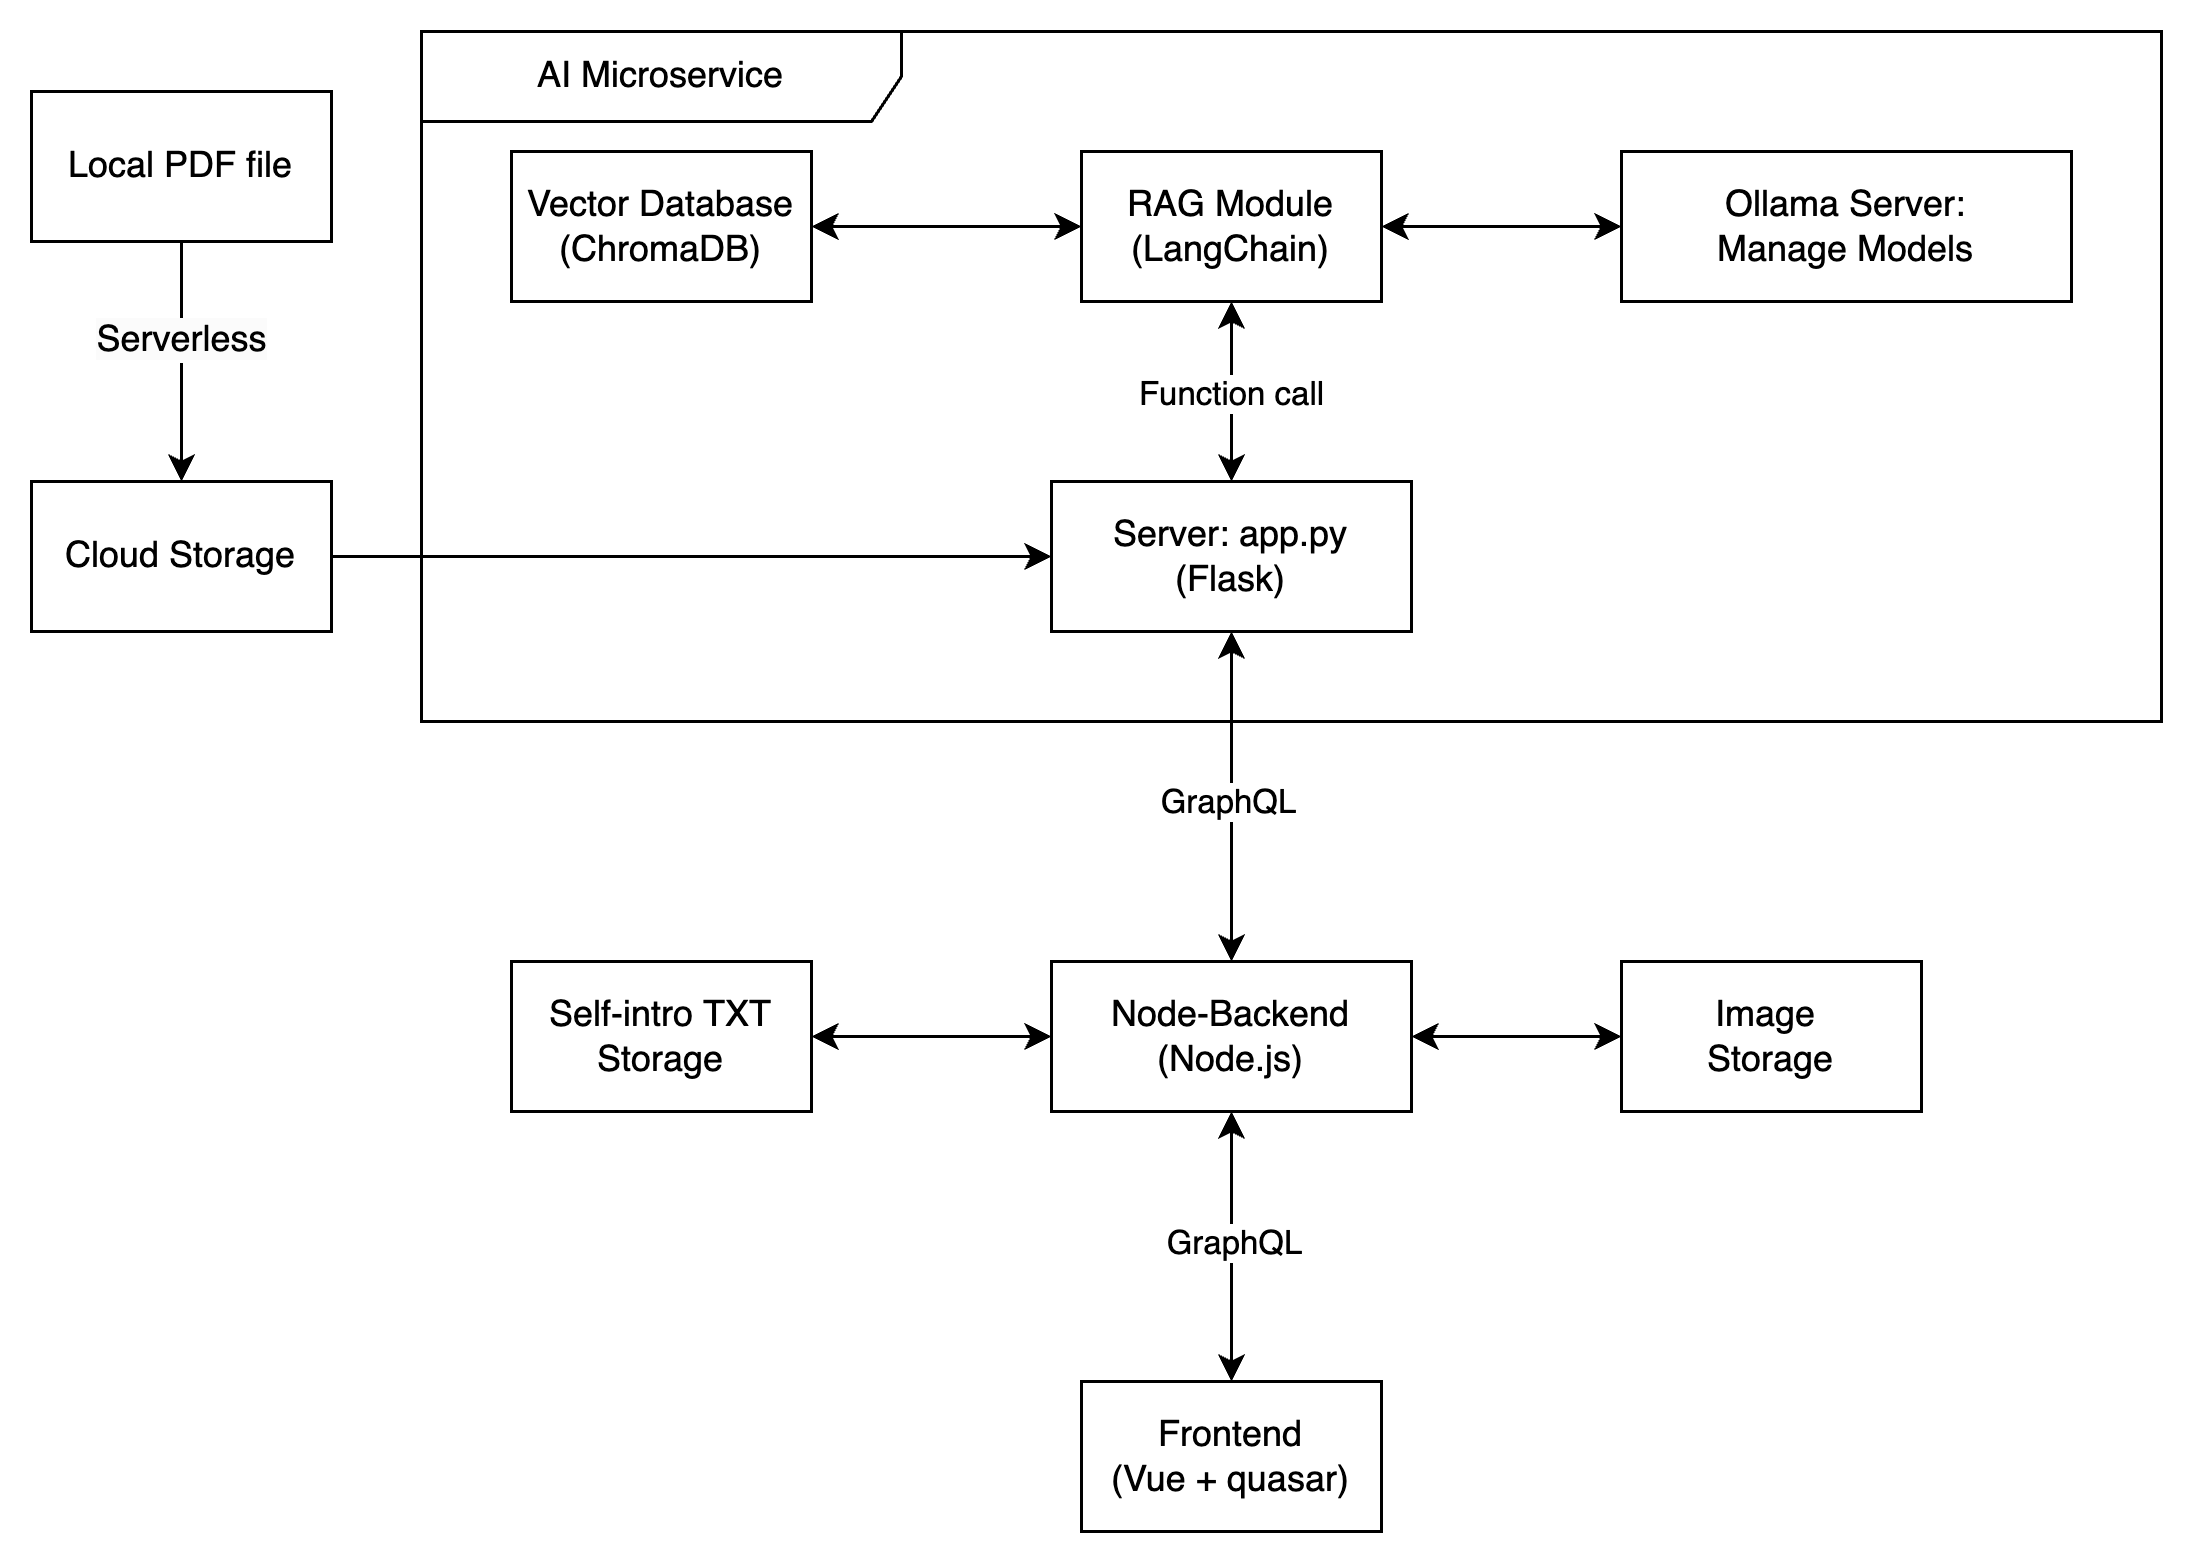 AI Microservice
Local PDF file
Vector Database
(ChromaDB)
RAG Module
(LangChain)
Ollama Server:
Manage Models
Serverless
Function call
Cloud Storage
Server: app.py
(Flask)
GraphQL
Self-intro TXT
Storage
Node-Backend
(Node.js)
Image
Storage
GraphQL
Frontend
(Vue + quasar)